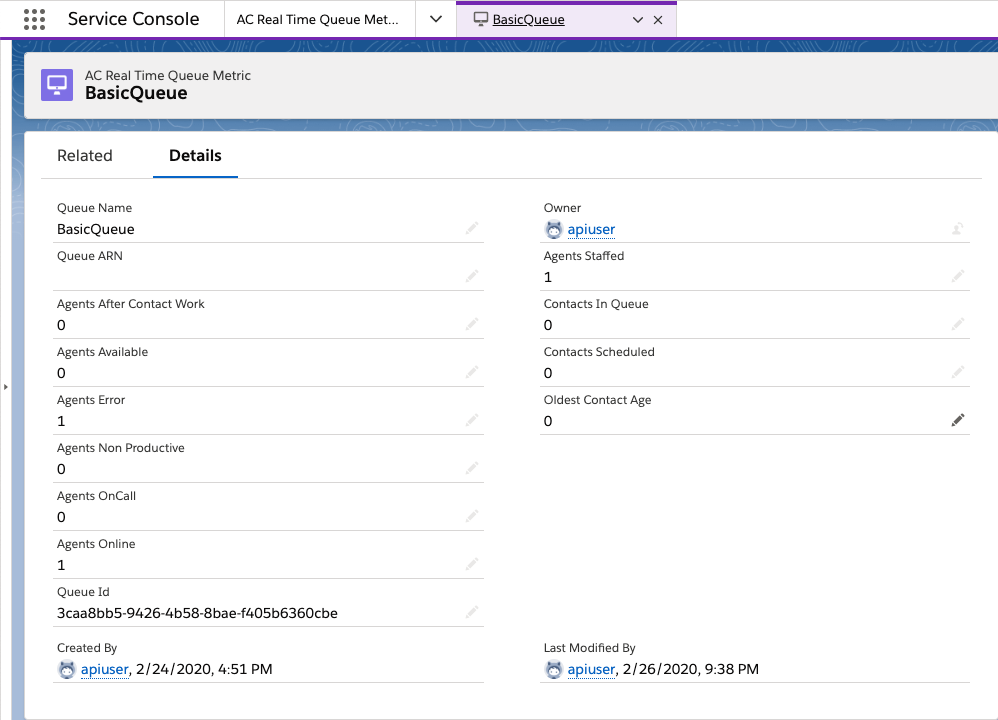 Service Console
AC Real Time Queue Met...
BasicQueue
AC Real Time Queue Metric
BasicQueue
Related
Details
Queue Name
BasicQueue
Owner
apiuser
Queue ARN
Agents Staffed
1
Agents After Contact Work
0
Contacts In Queue
0
Agents Available
0
Contacts Scheduled
0
Agents Error
1
Oldest Contact Age
0
Agents Non Productive
0
Agents OnCall
0
Agents Online
1
Queue Id
3caa8bb5-9426-4b58-8bae-f405b6360cbe
Created By
apiuser, 2/24/2020, 4:51 PM
Last Modified By
apiuser, 2/26/2020, 9:38 PM